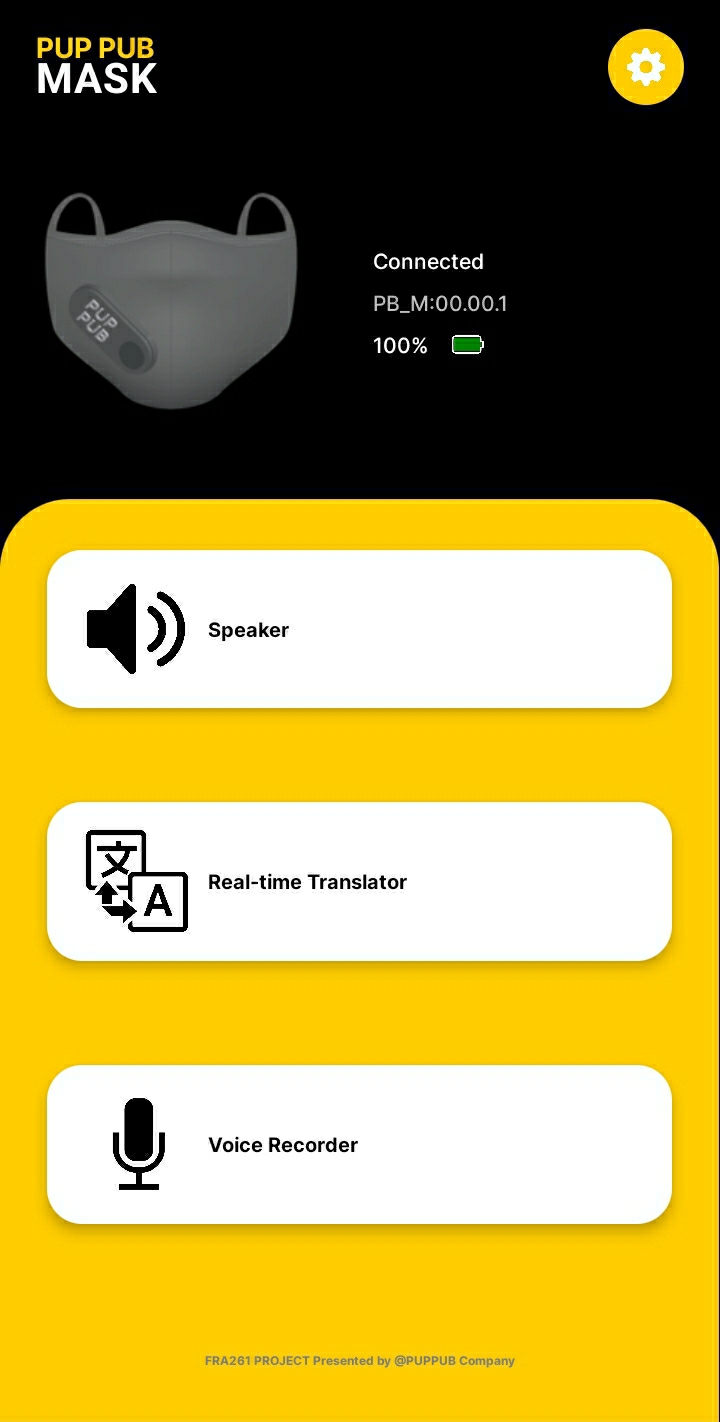 PUP PUB
MASK
PUP
PUB
Connected
PB_M:00.00.1
100%
Speaker
文
A
Real-time Translator
Voice Recorder
FRA261 PROJECT Presented by @PUPPUB Company